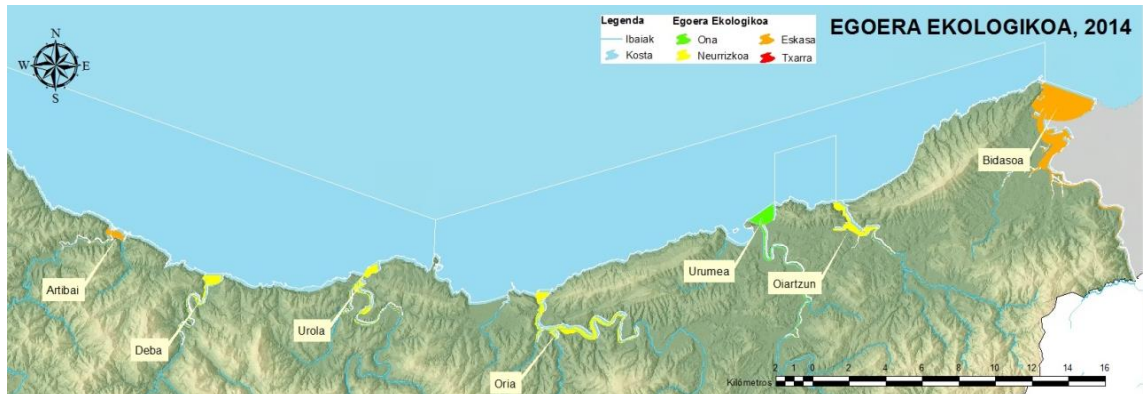 EGOERA EKOLOGIKOA, 2014
Legenda
Ibaiak
Kosta
Egoera Ekologikoa
Ona
Neurrizkoa
Eskasa
Txarra
N
W
E
S
Bidasoa
Urumea
Oiartzun
Artibai
Urola
Deba
Oria
Kilómetros
2 1 0 2 4 6 8 10 12 14 16